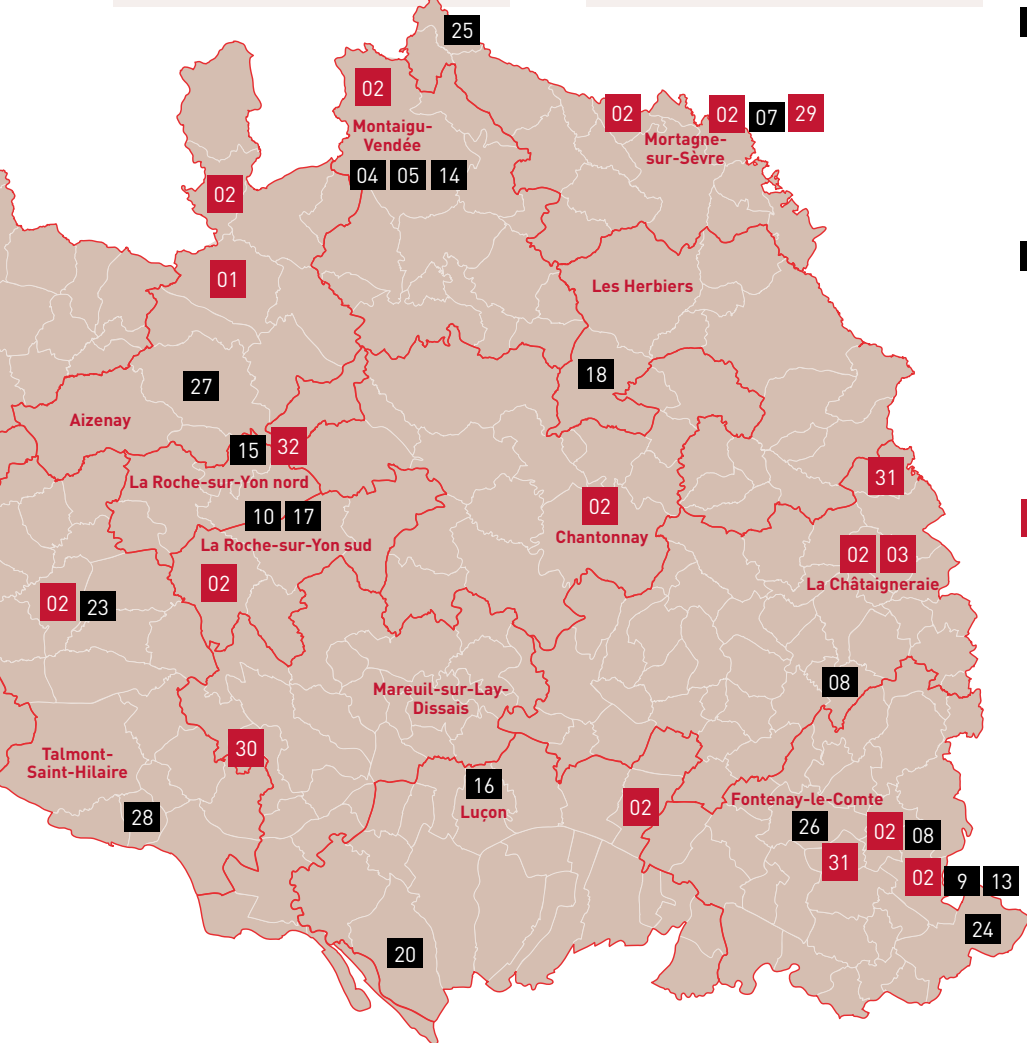 25
02
Montaigu-
Vendée
04 05 14
02
Mortagne-
sur-Sèvre
02 07 29
02
01
Les Herbiers
27
18
Aizenay
15 32
La Roche-sur-Yon nord
10 17
La Roche-sur-Yon sud
02
31
02
Chantonnay
02 03
La Châtaigneraie
02 23
08
Mareuil-sur-Lay-
Dissais
30
Talmont-
Saint-Hilaire
28
16
Luçon
02
Fontenay-le-Comte
26
02 08
31
02 9 13
24
20